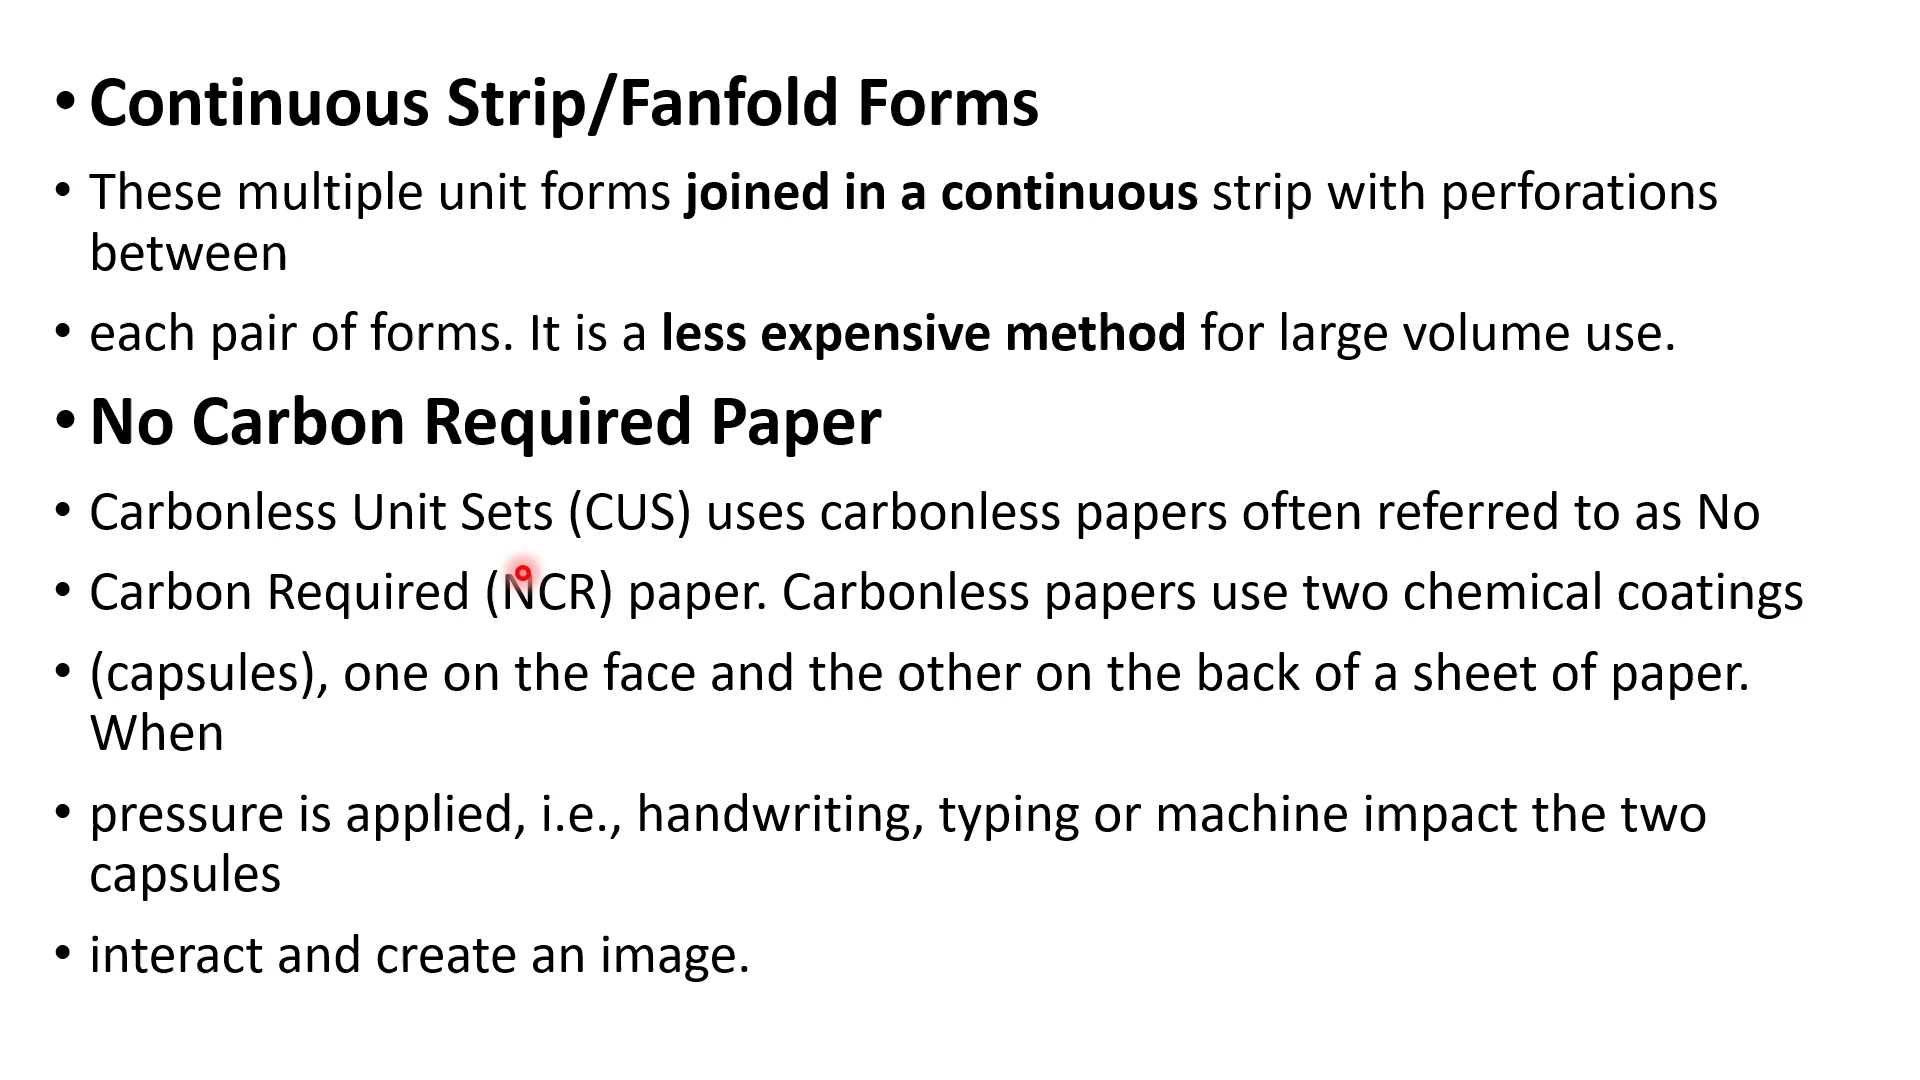 • Continuous Strip/Fanfold Forms
• These multiple unit forms joined in a continuous strip with perforations
between
• each pair of forms. It is a less expensive method for large volume use.
• No Carbon Required Paper
• Carbonless Unit Sets (CUS) uses carbonless papers often referred to as No
• Carbon Required (NCR) paper. Carbonless papers use two chemical coatings
• (capsules), one on the face and the other on the back of a sheet of paper.
When
• pressure is applied, i.e., handwriting, typing or machine impact the two
capsules
• interact and create an image.